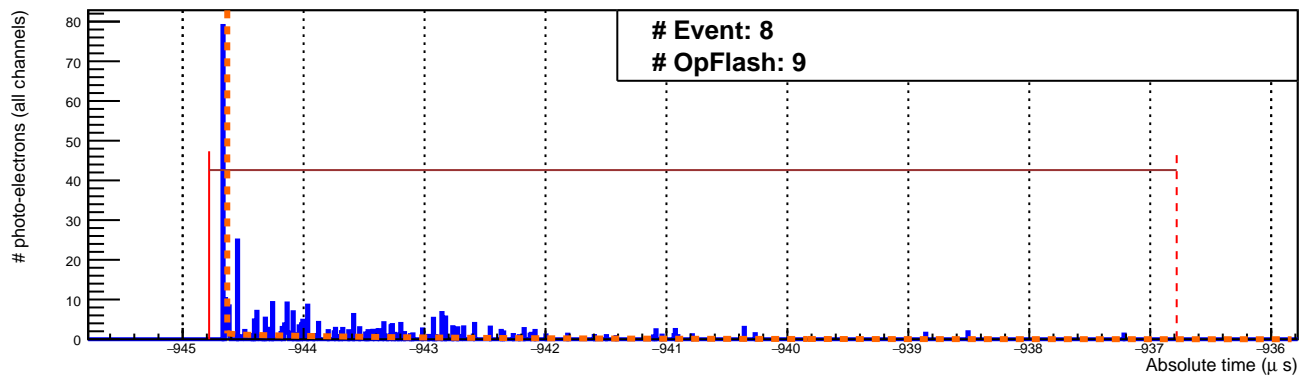 # Event: 8
# OpFlash: 9
# photo-electrons (all channels)
80
70
60
50
40
30
20
10
0
−945 −944 −943 −942 −941 −940 −939 −938 −937 −936
Absolute time (μ s)